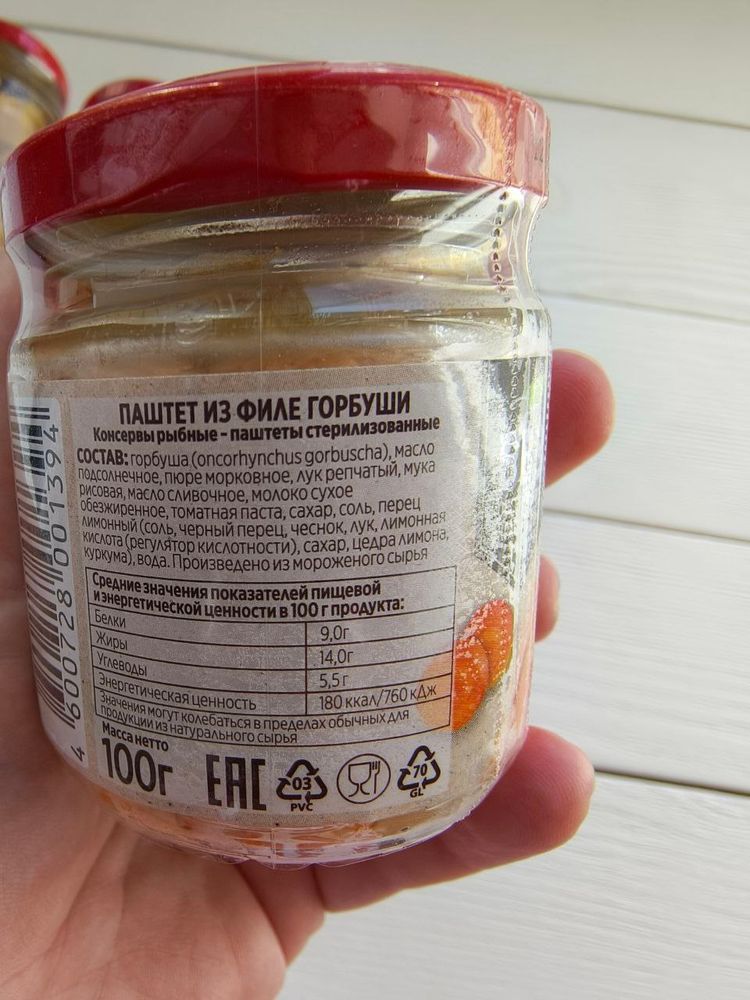 ПАШТЕТ ИЗ ФИЛЕ ГОРБУШИ
Консервы рыбные - паштеты стерилизованные
СОСТАВ: горбуша (oncorhynchus gorbuscha), масло
подсолнечное, пюре морковное, лук репчатый, мука
рисовая, масло сливочное, молоко сухое
обезжиренное, томатная паста, сахар, соль, перец
лимонный (соль, черный перец, чеснок, лук, лимонная
кислота (регулятор кислотности), сахар, цедра лимона,
куркума), вода. Произведено из мороженого сырья
Средние значения показателей пищевой
и энергетической ценности в 100 г продукта:
Белки 9,0г
Жиры 14,0г
Углеводы 5,5 г
Энергетическая ценность 180 ккал/760 кДж
Значения могут колебаться в пределах обычных для
продукции из натурального сырья
Масса нетто
100г
EAC
03
PVC
70
GL
4 600728 001394